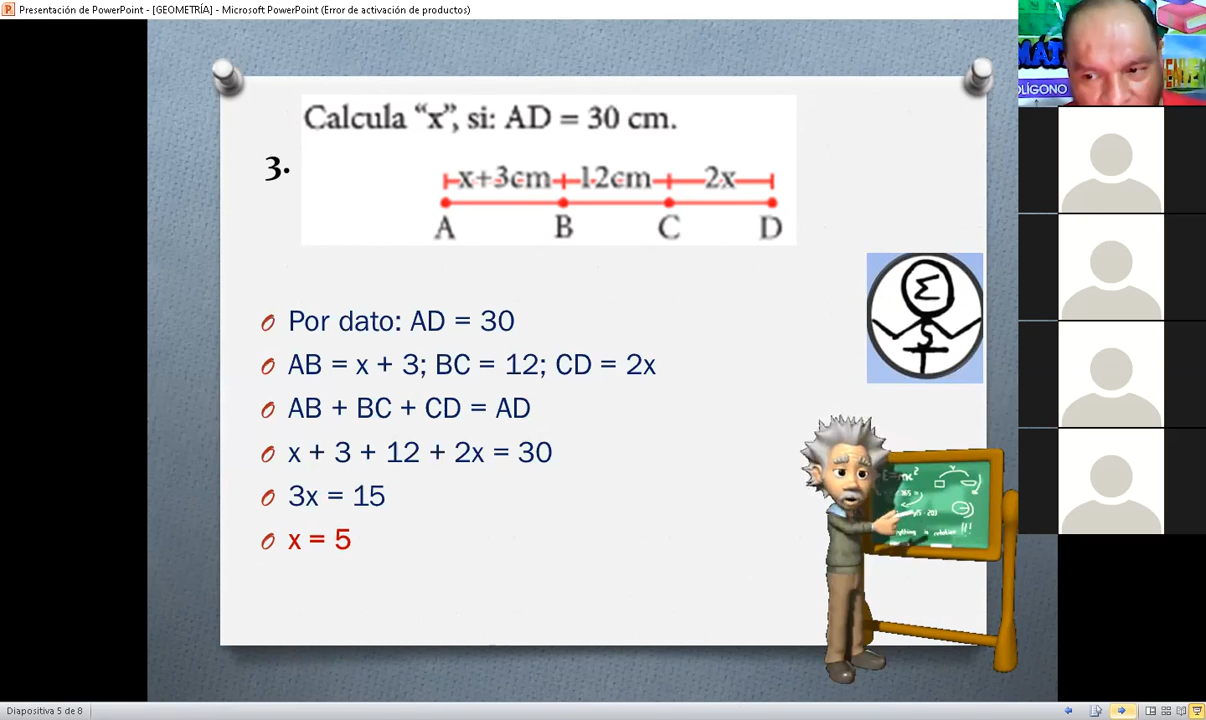 Presentación de PowerPoint - [GEOMETRÍA] - Microsoft PowerPoint (Error de activación de productos)
Calcula “x”, si: AD = 30 cm.
3.
x+3cm 12cm 2x
A B C D
Por dato: AD = 30
AB = x + 3; BC = 12; CD = 2x
AB + BC + CD = AD
x + 3 + 12 + 2x = 30
3x = 15
x = 5
Diapositiva 5 de 8